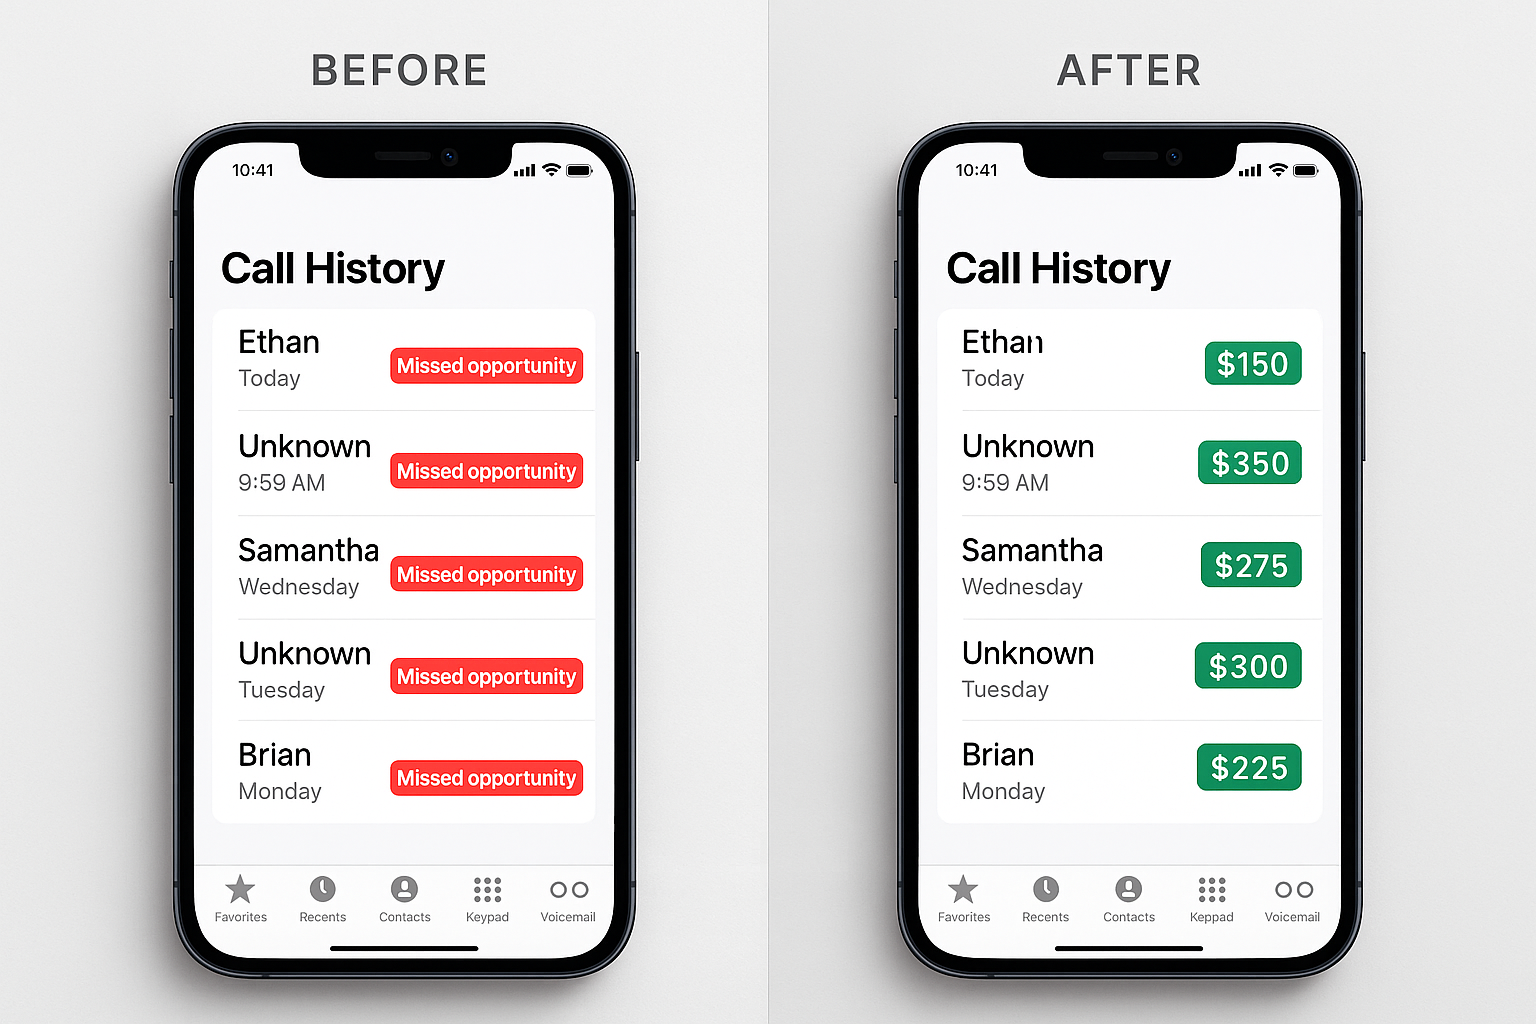 BEFORE
10:41
Call History
Ethan
Today
Missed opportunity
Unknown
9:59 AM
Missed opportunity
Samantha
Wednesday
Missed opportunity
Unknown
Tuesday
Missed opportunity
Brian
Monday
Missed opportunity
Favorites Recents Contacts Keypad Voicemail
AFTER
10:41
Call History
Ethan
Today
$150
Unknown
9:59 AM
$350
Samantha
Wednesday
$275
Unknown
Tuesday
$300
Brian
Monday
$225
Favorites Recents Contacts Keppad Voicemail